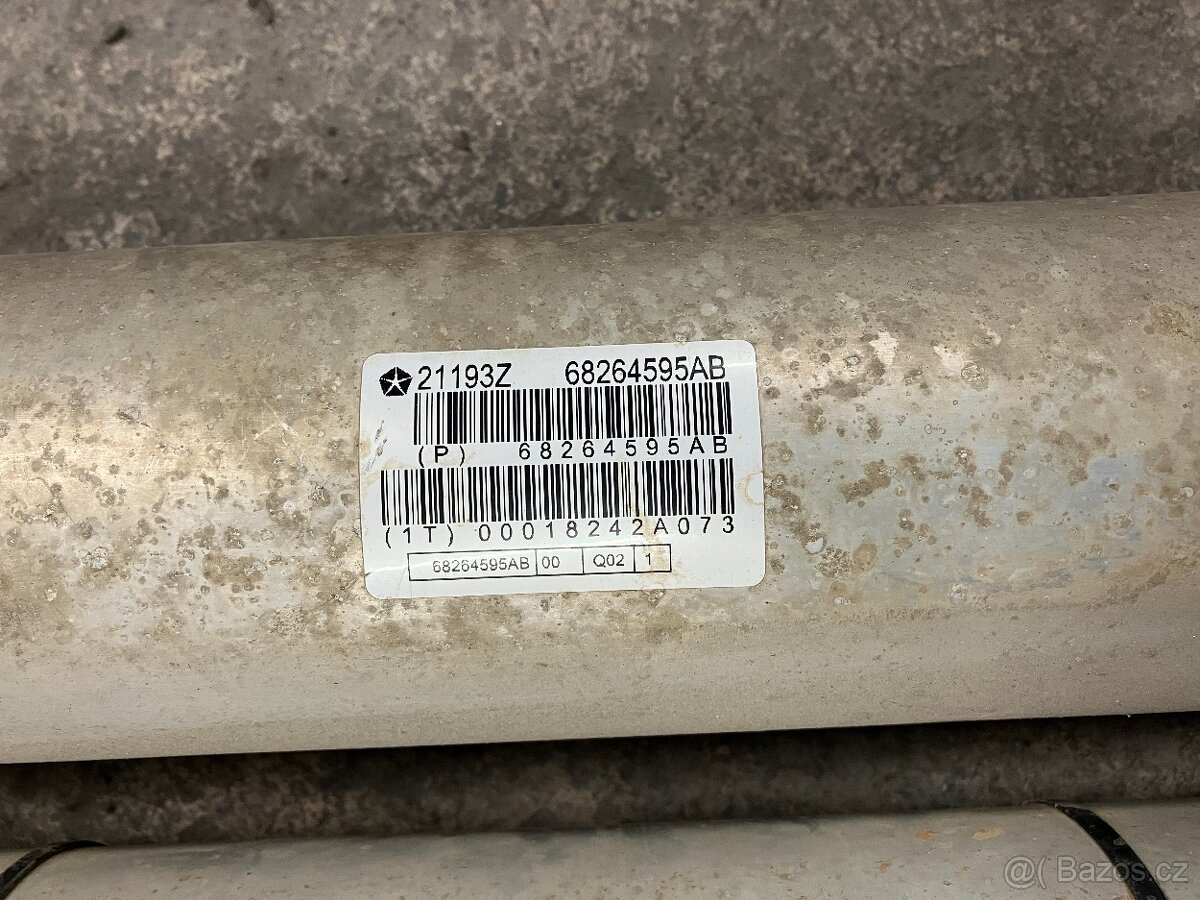 21193Z 68264595AB
(P) 68264595AB
(1T) 00018242A073
68264595AB 00 Q02 1
@( Bazos.cz